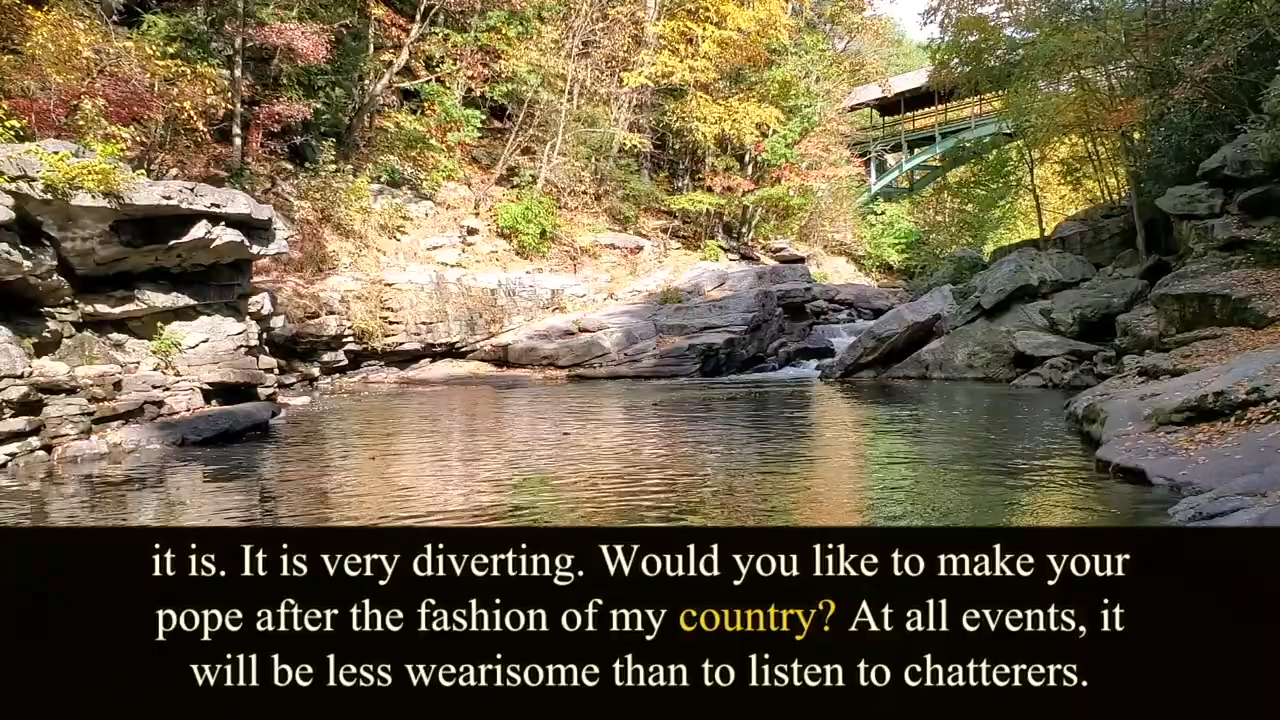 it is. It is very diverting. Would you like to make your
pope after the fashion of my country? At all events, it
will be less wearisome than to listen to chatterers.